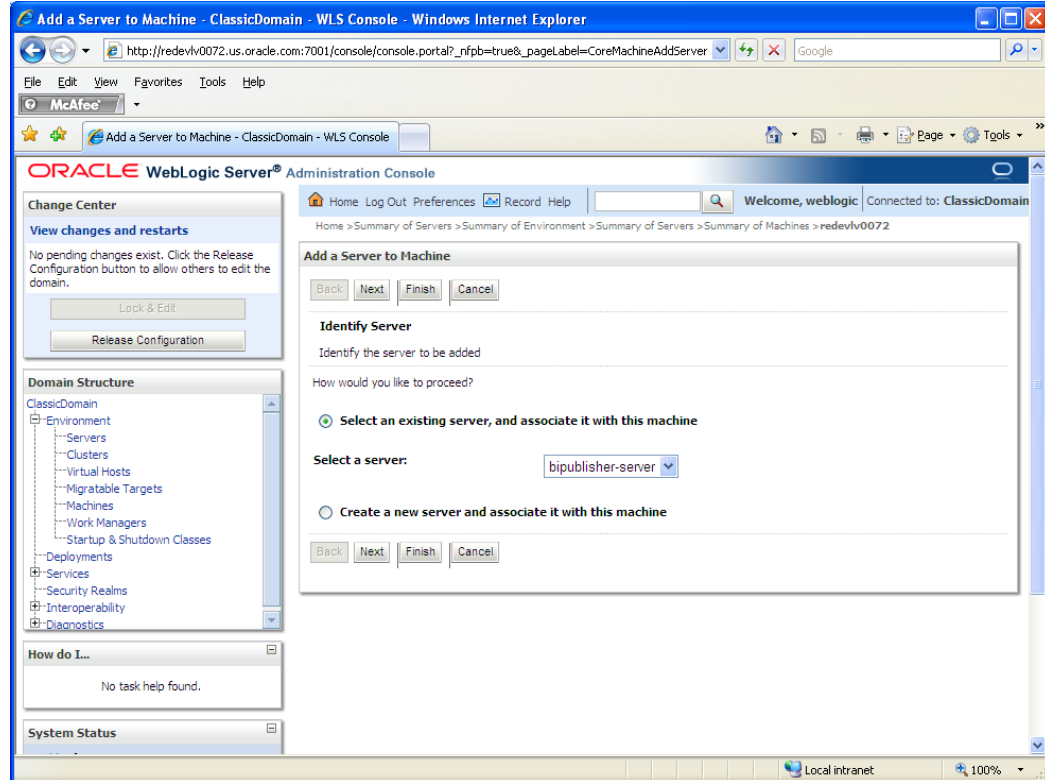 Add a Server to Machine - ClassicDomain - WLS Console - Windows Internet Explorer
http://redevlv0072.us.oracle.com:7001/console/console.portal?_nfpb=true&_pageLabel=CoreMachineAddServer
Google
File Edit View Favorites Tools Help
McAfee
Add a Server to Machine - ClassicDomain - WLS Console
Page Tools »
ORACLE WebLogic Server® Administration Console
Change Center
View changes and restarts
No pending changes exist. Click the Release
Configuration button to allow others to edit the
domain.
Lock & Edit
Release Configuration
Domain Structure
ClassicDomain
Environment
Servers
Clusters
Virtual Hosts
Migratable Targets
Machines
Work Managers
Startup & Shutdown Classes
Deployments
Services
Security Realms
Interoperability
Diagnostics
How do I...
No task help found.
System Status
Home Log Out Preferences Record Help
Welcome, weblogic Connected to: ClassicDomain
Home >Summary of Servers >Summary of Environment >Summary of Servers >Summary of Machines >redevlv0072
Add a Server to Machine
Back Next Finish Cancel
Identify Server
Identify the server to be added
How would you like to proceed?
Select an existing server, and associate it with this machine
Select a server: bipublisher-server
Create a new server and associate it with this machine
Back Next Finish Cancel
Local intranet 100%